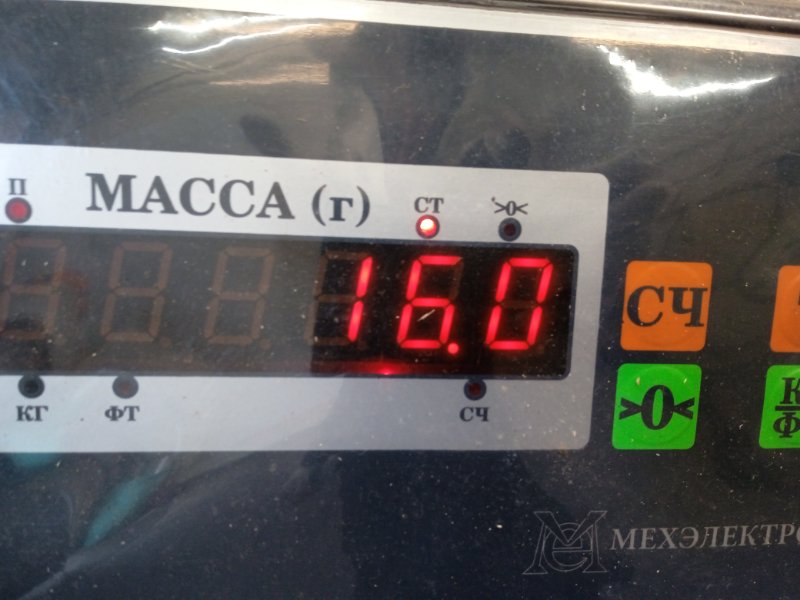 П МАССА (г) СТ >0<
16.0
КГ ФТ СЧ
СЧ
>0<
МЕХЭЛЕКТРО